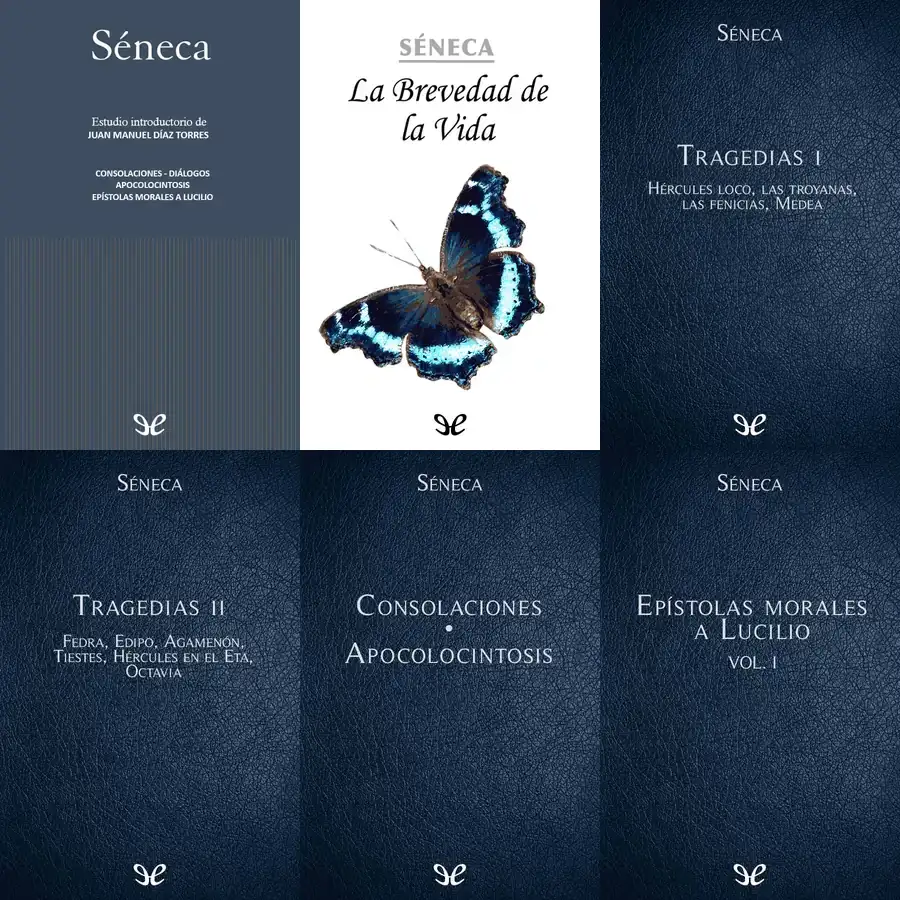 Séneca
Estudio introductorio de
JUAN MANUEL DÍAZ TORRES
CONSOLACIONES - DIÁLOGOS
APOCOLOCINTOSIS
EPÍSTOLAS MORALES A LUCILIO
SÉNECA
La Brevedad de
la Vida
SÉNECA
TRAGEDIAS I
HÉRCULES LOCO, LAS TROYANAS,
LAS FENICIAS, MEDEA
SÉNECA
TRAGEDIAS II
FEDRA, EDIPO, AGAMENÓN,
TIESTES, HÉRCULES EN EL ETA,
OCTAVIA
SÉNECA
CONSOLACIONES
•
APOCOLOCINTOSIS
SÉNECA
EPÍSTOLAS MORALES
A LUCILIO
VOL. I